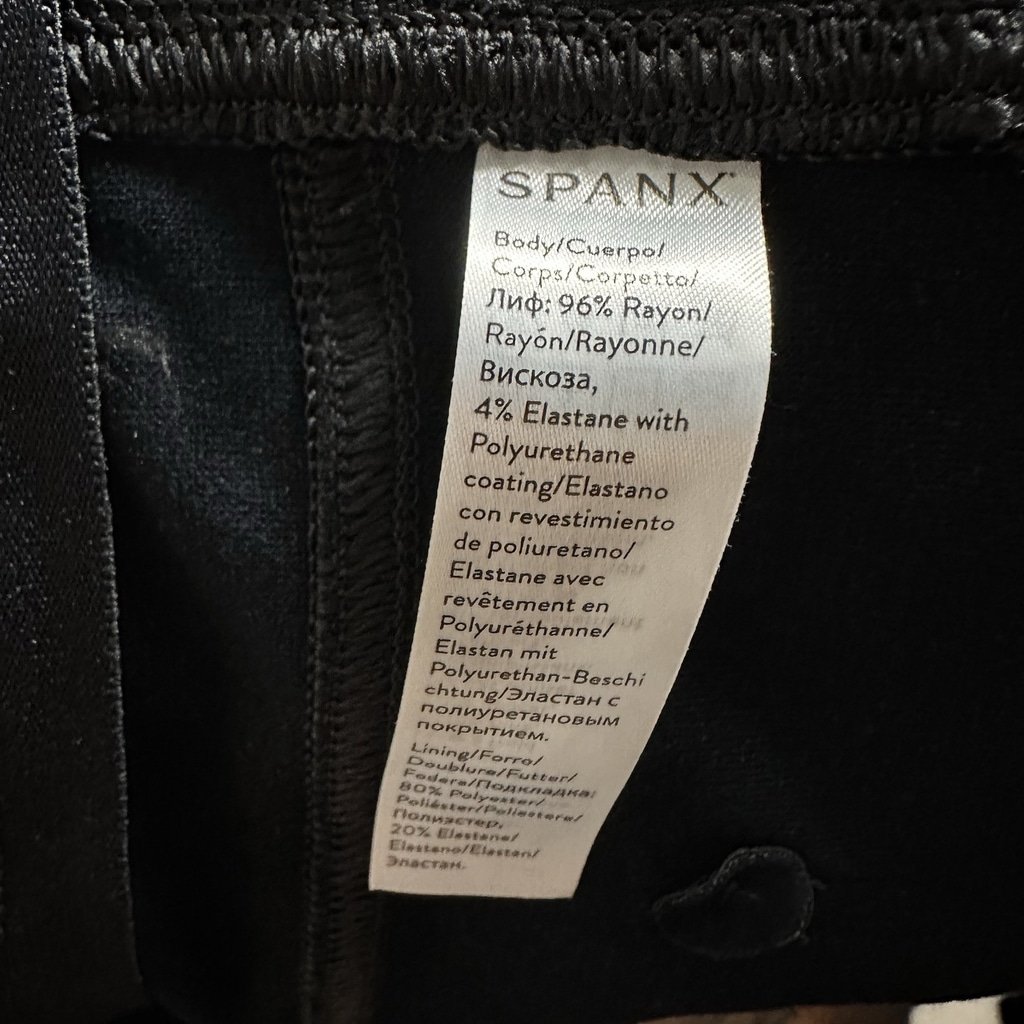 SPANX
Body/Cuerpo/
Corps/Corpetto/
Лиф: 96% Rayon/
Rayón/Rayonne/
Вискоза,
4% Elastane with
Polyurethane
coating/Elastano
con revestimiento
de poliuretano/
Elastane avec
revêtement en
Polyuréthanne/
Elastan mit
Polyurethan-Beschi
chtung/Эластан с
полиуретановым
покрытием.
Lining/Forro/
Doublure/Futter/
Fodera/Подкладка:
80% Polyester/
Poliéster/Poliestere/
Полиэстер,
20% Elastane/
Elastano/Elastan/
Эластан.